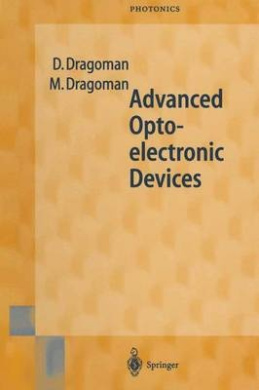 PHOTONICS
D. Dragoman
M. Dragoman
Advanced
Opto-
electronic
Devices
Springer